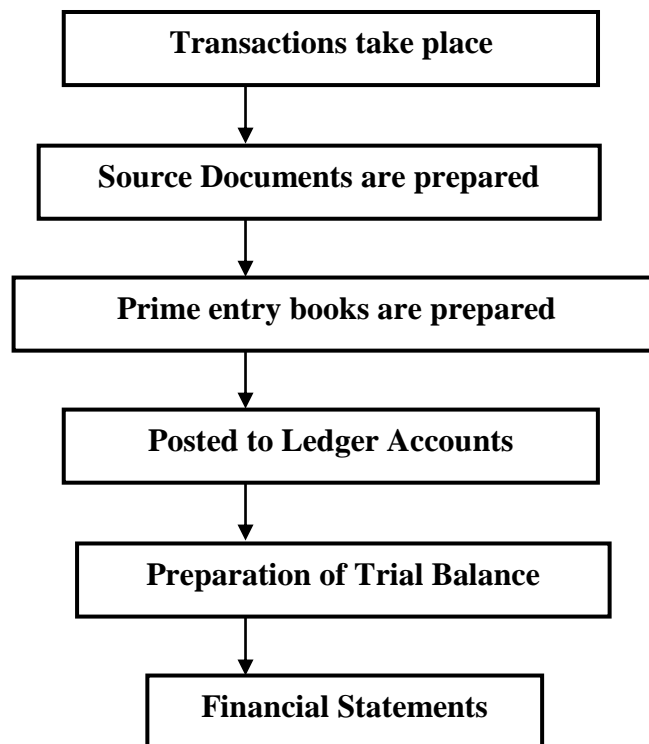 Transactions take place
Source Documents are prepared
Prime entry books are prepared
Posted to Ledger Accounts
Preparation of Trial Balance
Financial Statements